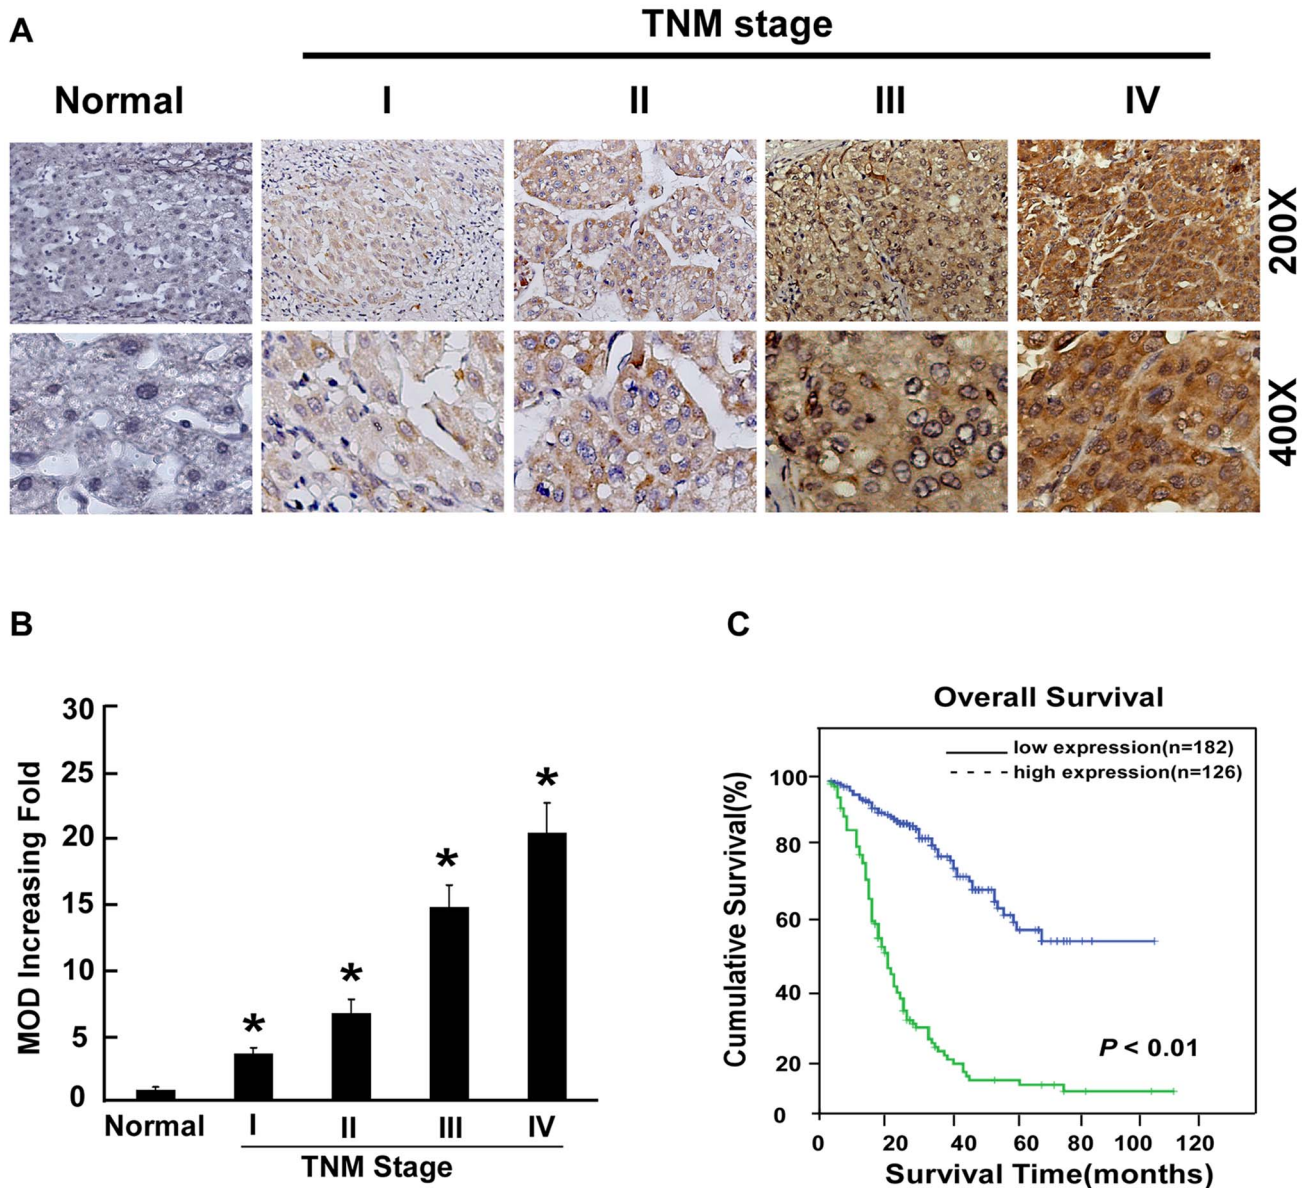 A
TNM stage
Normal I II III IV
200X
400X
B
MOD Increasing Fold
30
25
20
15
10
5
0
* * * *
Normal I II III IV
TNM Stage
C
Overall Survival
low expression(n=182)
high expression(n=126)
Cumulative Survival(%)
100
80
60
40
20
0
P < 0.01
0 20 40 60 80 100 120
Survival Time(months)